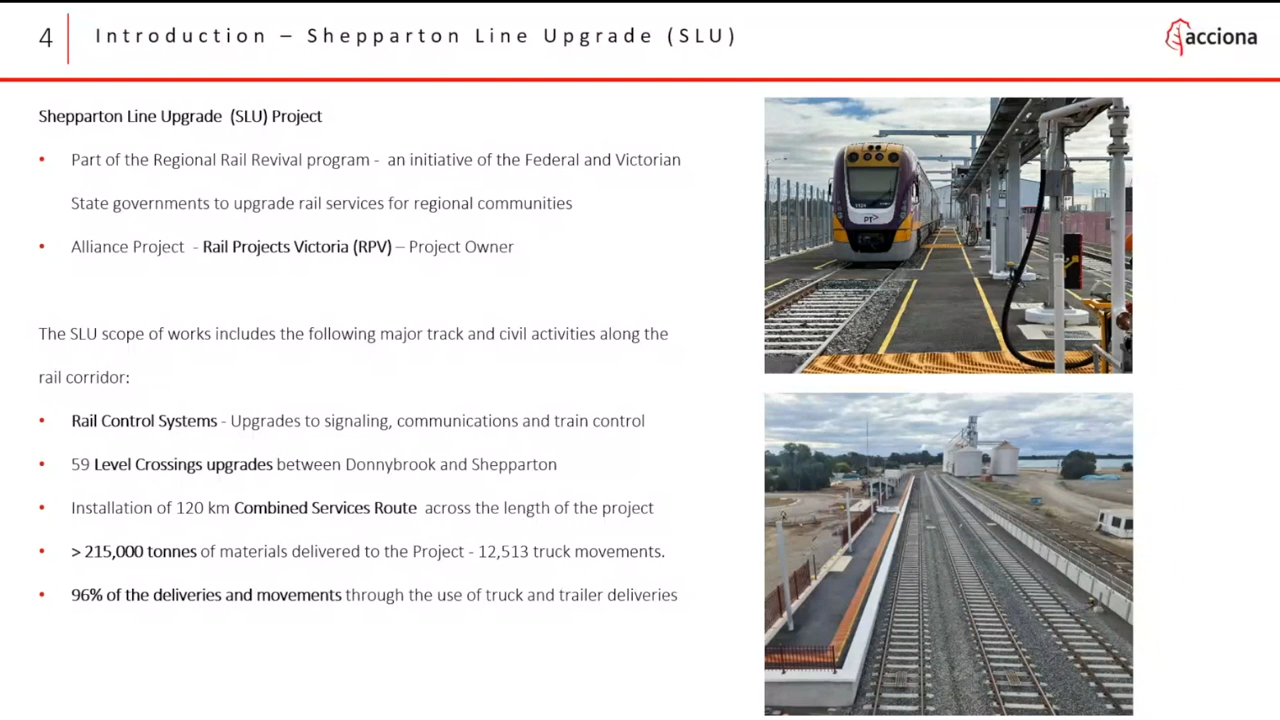 4
Introduction – Shepparton Line Upgrade (SLU)
acciona
Shepparton Line Upgrade (SLU) Project
• Part of the Regional Rail Revival program - an initiative of the Federal and Victorian
State governments to upgrade rail services for regional communities
• Alliance Project - Rail Projects Victoria (RPV) – Project Owner
The SLU scope of works includes the following major track and civil activities along the
rail corridor:
• Rail Control Systems - Upgrades to signaling, communications and train control
• 59 Level Crossings upgrades between Donnybrook and Shepparton
• Installation of 120 km Combined Services Route across the length of the project
• > 215,000 tonnes of materials delivered to the Project - 12,513 truck movements.
• 96% of the deliveries and movements through the use of truck and trailer deliveries
PT>